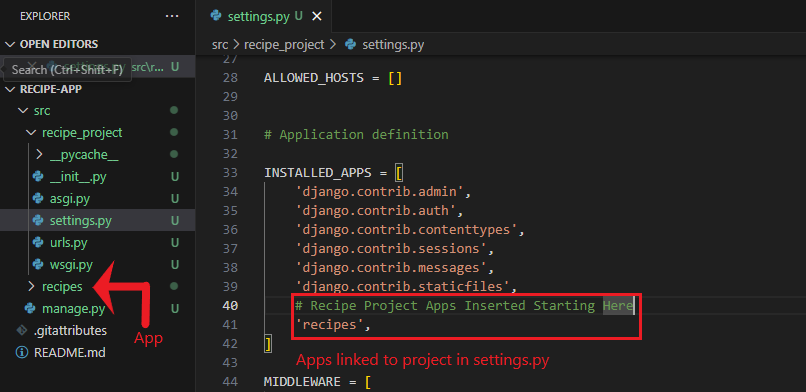 EXPLORER
···
OPEN EDITORS
settings.py src\r... U
Search (Ctrl+Shift+F)
RECIPE-APP
src
recipe_project
__pycache__
__init__.py U
asgi.py U
settings.py U
urls.py U
wsgi.py U
recipes
manage.py U
.gitattributes
README.md
App
settings.py U
src > recipe_project > settings.py
27
28 ALLOWED_HOSTS = []
29
30
31 # Application definition
32
33 INSTALLED_APPS = [
34 'django.contrib.admin',
35 'django.contrib.auth',
36 'django.contrib.contenttypes',
37 'django.contrib.sessions',
38 'django.contrib.messages',
39 'django.contrib.staticfiles',
40 # Recipe Project Apps Inserted Starting Here
41 'recipes',
42 ]
Apps linked to project in settings.py
43
44 MIDDLEWARE = [